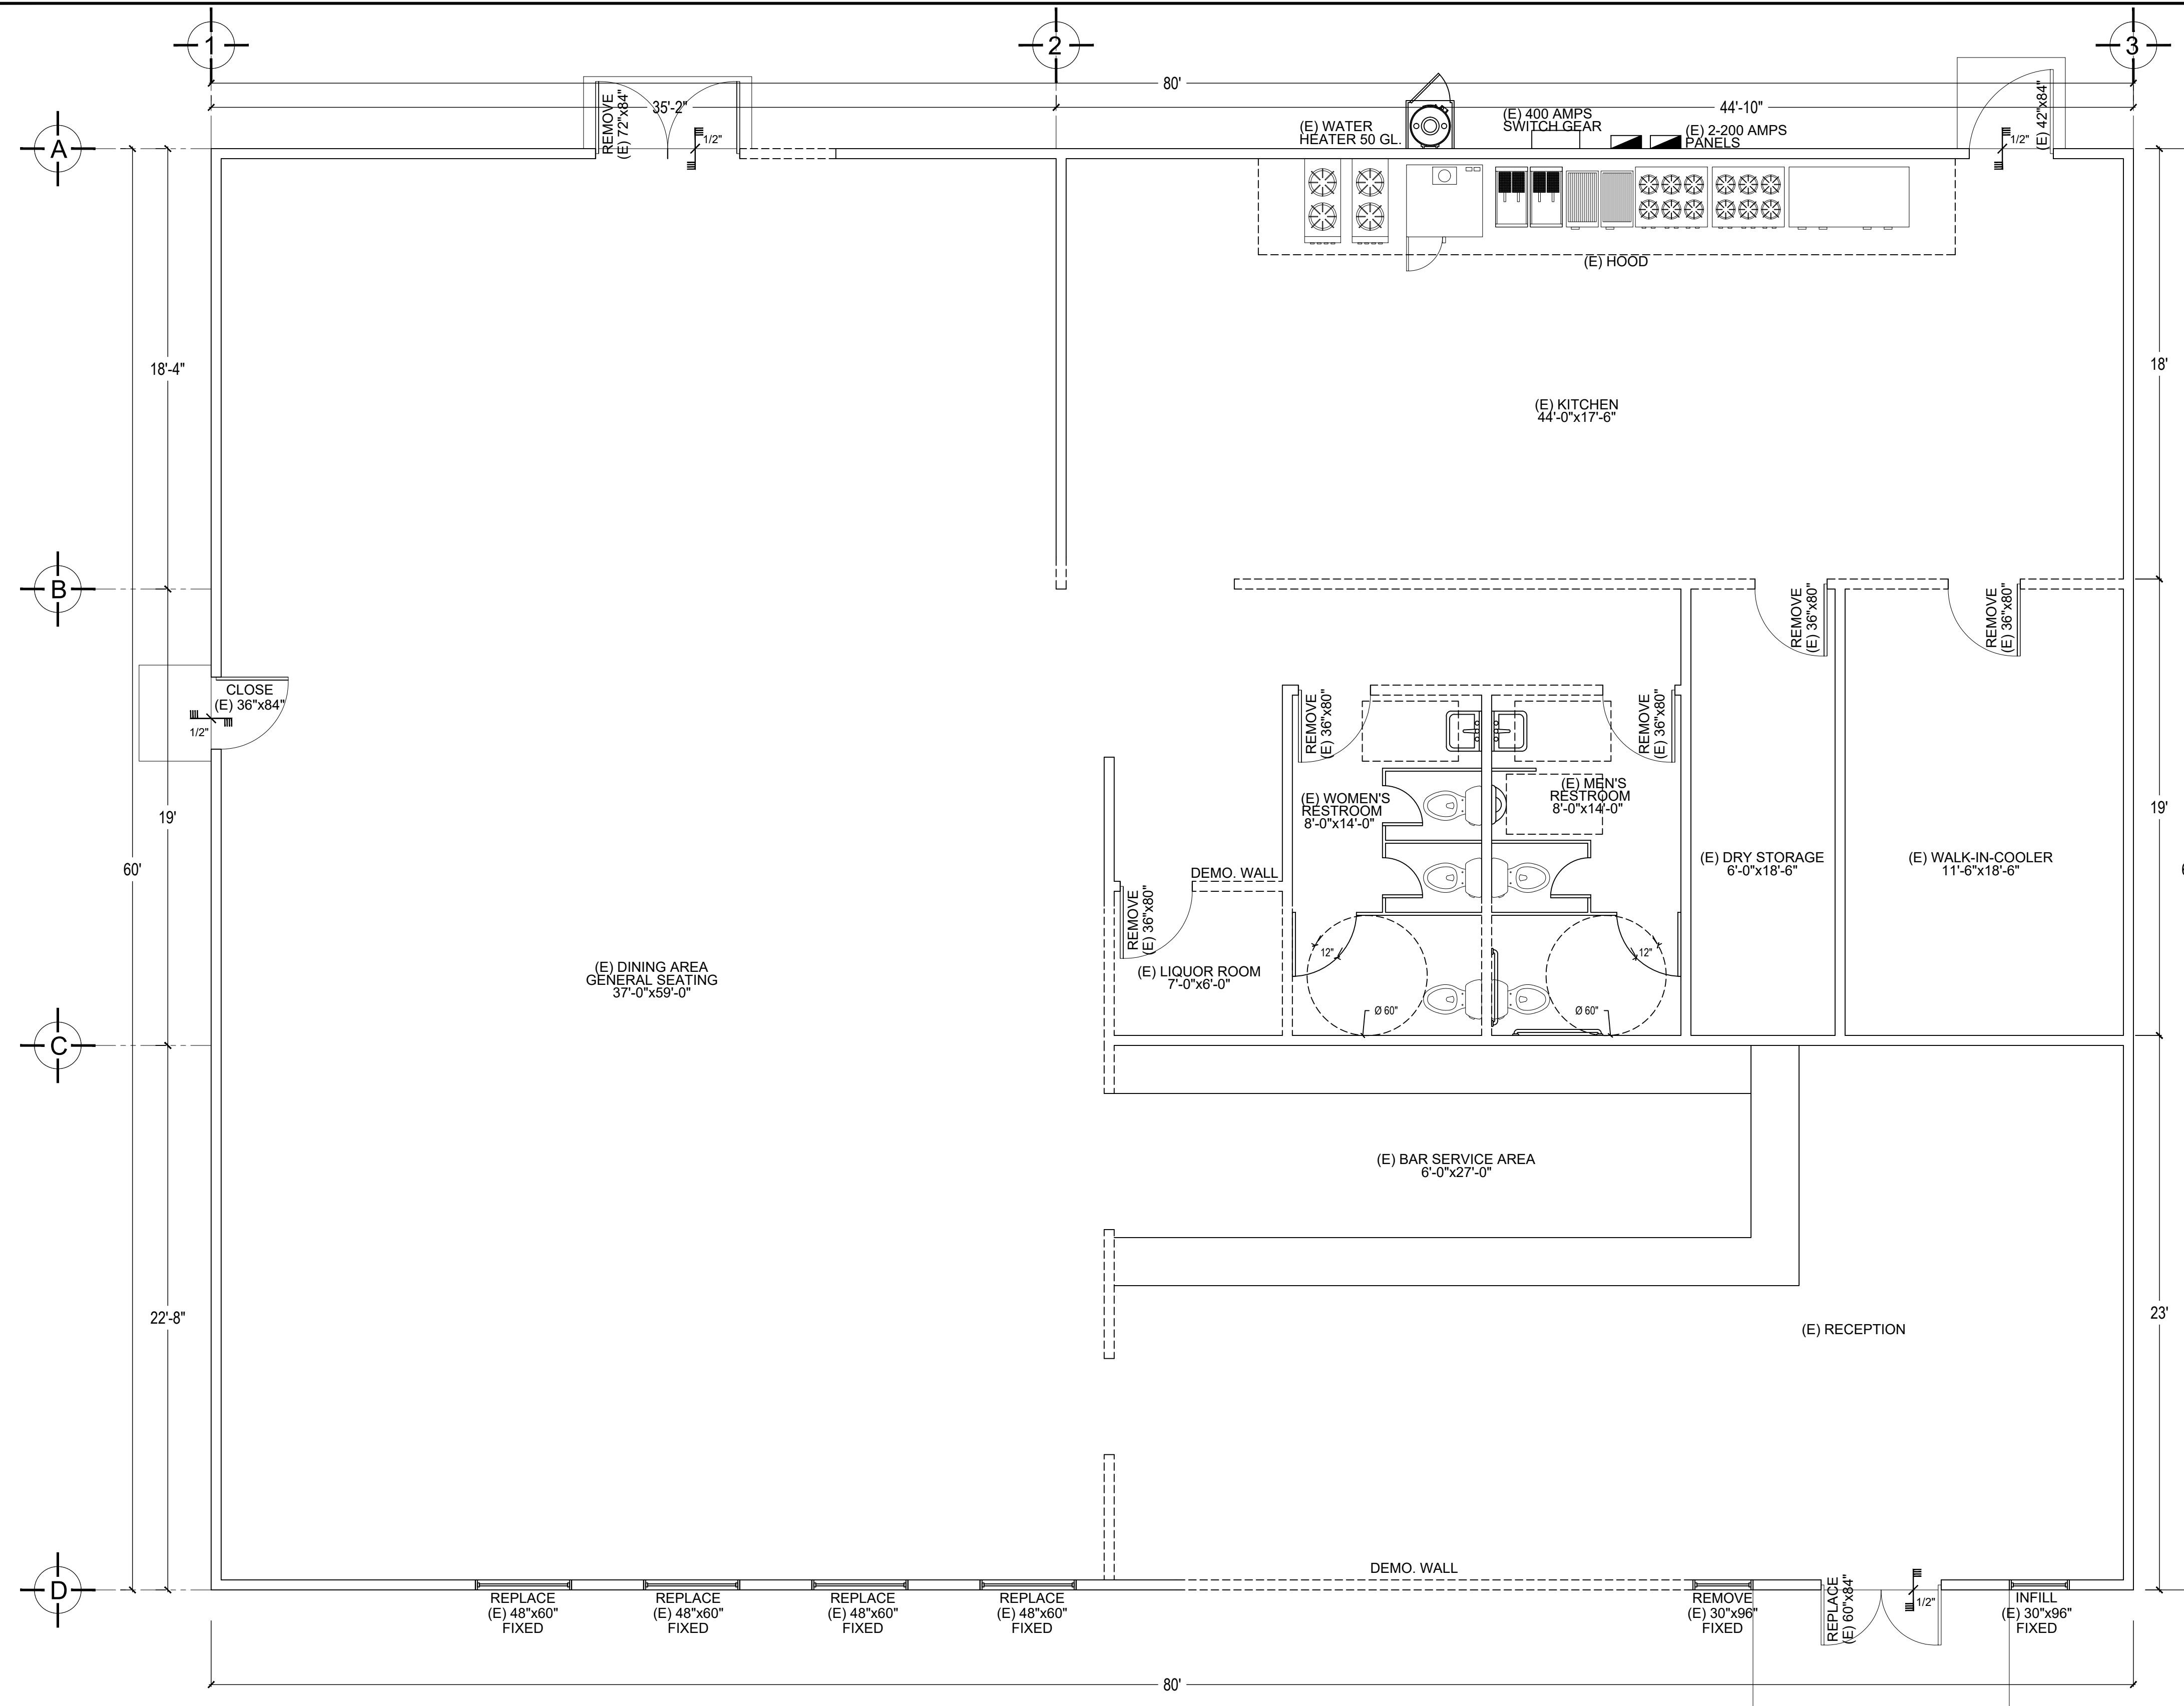 1
2
3
80'
35'-2"
44'-10"
REMOVE
(E) 72"x84"
1/2"
(E) WATER
HEATER 50 GL.
(E) 400 AMPS
SWITCH GEAR
(E) 2-200 AMPS
PANELS
(E) 42"x84"
1/2"
A
(E) HOOD
18'-4"
18'
(E) KITCHEN
44'-0"x17'-6"
B
REMOVE
(E) 36"x80"
REMOVE
(E) 36"x80"
CLOSE
(E) 36"x84"
1/2"
REMOVE
(E) 36"x80"
REMOVE
(E) 36"x80"
(E) WOMEN'S
RESTROOM
8'-0"x14'-0"
(E) MEN'S
RESTROOM
8'-0"x14'-0"
19'
19'
60'
DEMO. WALL
(E) DRY STORAGE
6'-0"x18'-6"
(E) WALK-IN-COOLER
11'-6"x18'-6"
REMOVE
(E) 36"x80"
12"
12"
(E) DINING AREA
GENERAL SEATING
37'-0"x59'-0"
(E) LIQUOR ROOM
7'-0"x6'-0"
Ø 60"
Ø 60"
C
(E) BAR SERVICE AREA
6'-0"x27'-0"
22'-8"
23'
(E) RECEPTION
D
DEMO. WALL
REPLACE
(E) 48"x60"
FIXED
REPLACE
(E) 48"x60"
FIXED
REPLACE
(E) 48"x60"
FIXED
REPLACE
(E) 48"x60"
FIXED
REMOVE
(E) 30"x96"
FIXED
REPLACE
(E) 60"x84"
1/2"
INFILL
(E) 30"x96"
FIXED
80'